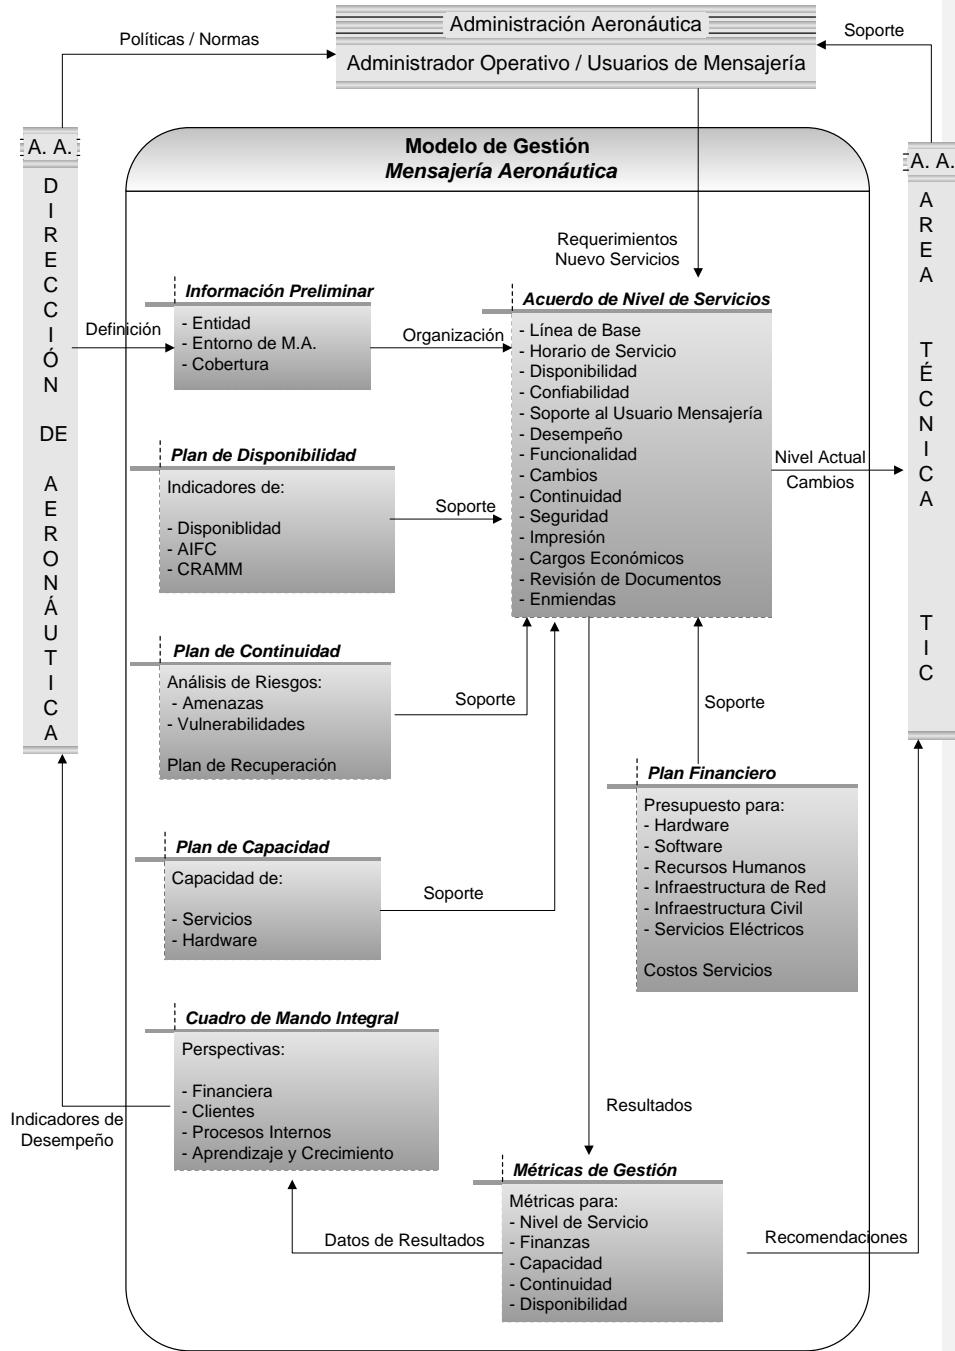 Administración Aeronáutica
Administrador Operativo / Usuarios de Mensajería
Políticas / Normas
Soporte
A. A.
DIRECCIÓN
DE
AERONÁUTICA
A. A.
AREA
TÉCNICA
TIC
Modelo de Gestión
Mensajería Aeronáutica
Requerimientos
Nuevo Servicios
Información Preliminar
- Entidad
- Entorno de M.A.
- Cobertura
Definición
Organización
Acuerdo de Nivel de Servicios
- Línea de Base
- Horario de Servicio
- Disponibilidad
- Confiabilidad
- Soporte al Usuario Mensajería
- Desempeño
- Funcionalidad
- Cambios
- Continuidad
- Seguridad
- Impresión
- Cargos Económicos
- Revisión de Documentos
- Enmiendas
Nivel Actual
Cambios
Plan de Disponibilidad
Indicadores de:
- Disponiblidad
- AIFC
- CRAMM
Soporte
Plan de Continuidad
Análisis de Riesgos:
- Amenazas
- Vulnerabilidades
Plan de Recuperación
Soporte
Soporte
Plan Financiero
Presupuesto para:
- Hardware
- Software
- Recursos Humanos
- Infraestructura de Red
- Infraestructura Civil
- Servicios Eléctricos
Costos Servicios
Plan de Capacidad
Capacidad de:
- Servicios
- Hardware
Soporte
Cuadro de Mando Integral
Perspectivas:
- Financiera
- Clientes
- Procesos Internos
- Aprendizaje y Crecimiento
Indicadores de
Desempeño
Resultados
Métricas de Gestión
Métricas para:
- Nivel de Servicio
- Finanzas
- Capacidad
- Continuidad
- Disponibilidad
Datos de Resultados
Recomendaciones